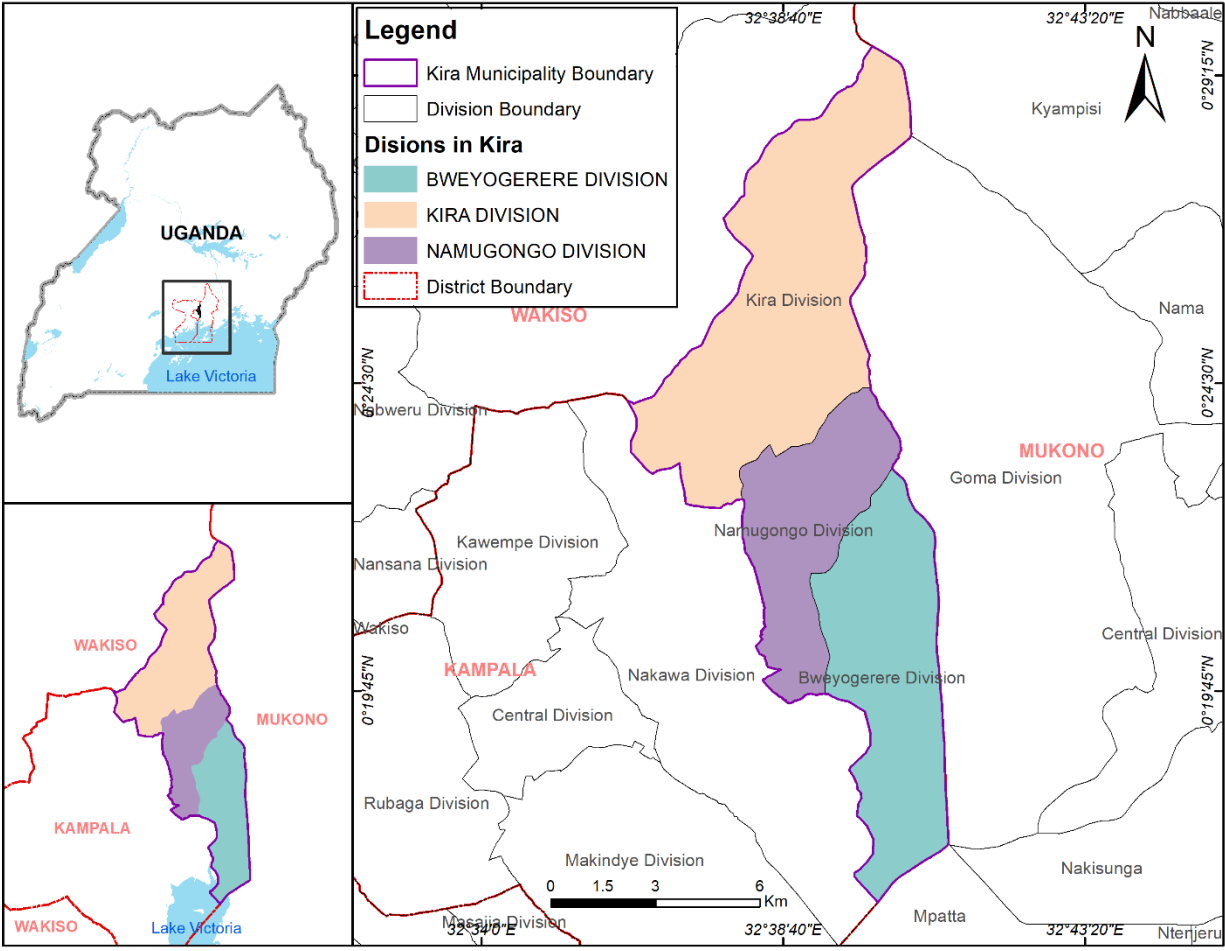 UGANDA
Lake Victoria
WAKISO
MUKONO
KAMPALA
WAKISO
Lake Victoria
Legend
Kira Municipality Boundary
Division Boundary
Disions in Kira
BWEYOGERERE DIVISION
KIRA DIVISION
NAMUGONGO DIVISION
District Boundary
32°38'40"E
32°43'20"E
Nabbaale
N
0°29'15"N
Kyampisi
Kira Division
Nama
WAKISO
0°24'30"N
0°24'30"N
Nabweru Division
MUKONO
Goma Division
Namugongo Division
Kawempe Division
Nansana Division
Wakiso
Central Division
KAMPALA
Nakawa Division
Bweyogerere Division
0°19'45"N
0°19'45"N
Central Division
Rubaga Division
Makindye Division
Nakisunga
0 1.5 3 6
Km
Mpatta
Masajja Division
32°34'0"E
32°38'40"E
32°43'20"E
Ntenjeru